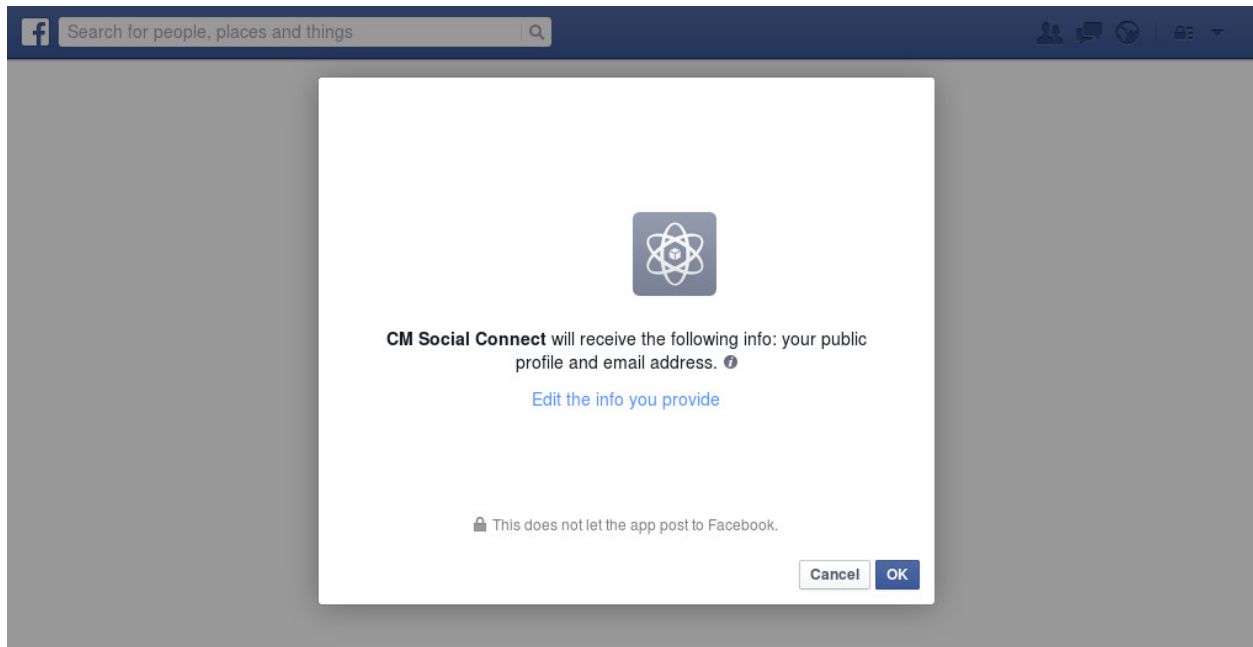 Search for people, places and things
CM Social Connect will receive the following info: your public
profile and email address.
Edit the info you provide
This does not let the app post to Facebook.
Cancel OK